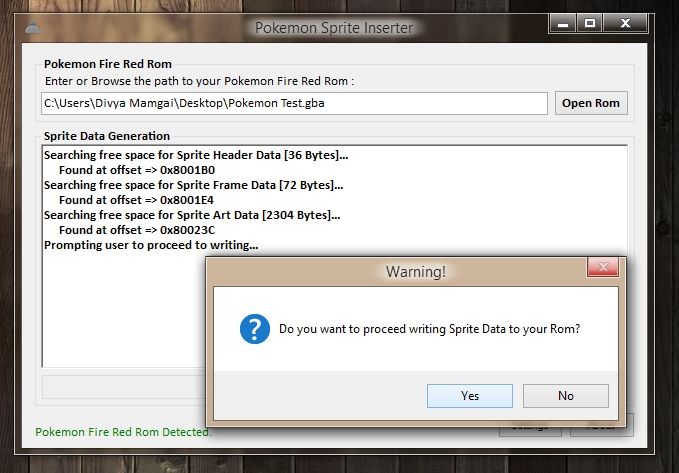 Pokemon Sprite Inserter
Pokemon Fire Red Rom
Enter or Browse the path to your Pokemon Fire Red Rom :
C:\Users\Divya Mamgai\Desktop\Pokemon Test.gba
Open Rom
Sprite Data Generation
Searching free space for Sprite Header Data [36 Bytes]...
Found at offset => 0x8001B0
Searching free space for Sprite Frame Data [72 Bytes]...
Found at offset => 0x8001E4
Searching free space for Sprite Art Data [2304 Bytes]...
Found at offset => 0x80023C
Prompting user to proceed to writing...
Warning!
Do you want to proceed writing Sprite Data to your Rom?
Yes
No
Pokemon Fire Red Rom Detected.